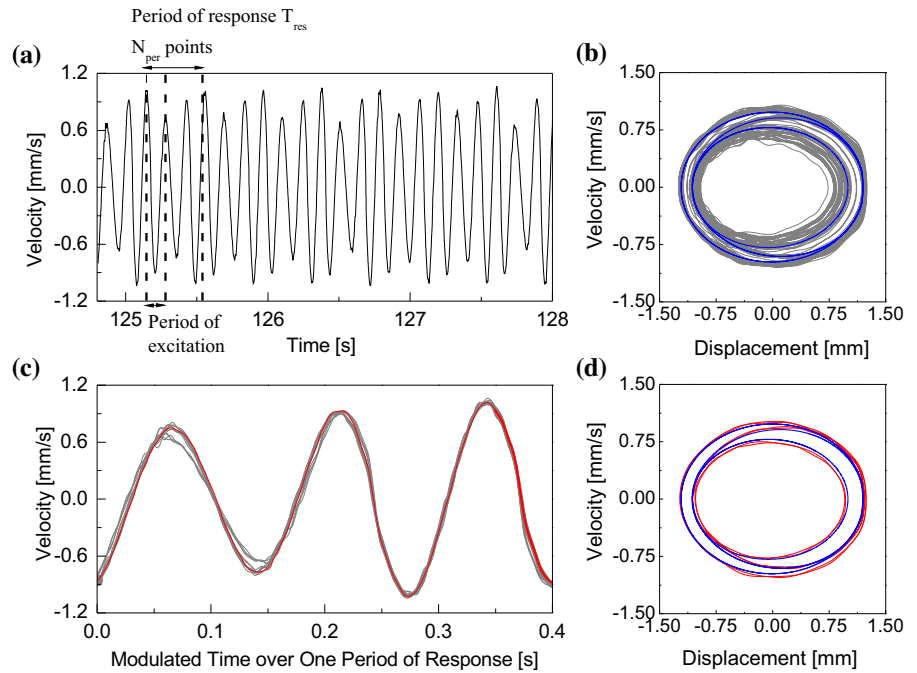 Period of response T_res
N_per points
(a)
1.2
0.6
0.0
-0.6
-1.2
Velocity [mm/s]
125
126
127
128
Time [s]
Period of
excitation
(b)
1.50
0.75
0.00
-0.75
-1.50
Velocity [mm/s]
-1.50
-0.75
0.00
0.75
1.50
Displacement [mm]
(c)
1.2
0.6
0.0
-0.6
-1.2
Velocity [mm/s]
0.0
0.1
0.2
0.3
0.4
Modulated Time over One Period of Response [s]
(d)
1.50
0.75
0.00
-0.75
-1.50
Velocity [mm/s]
-1.50
-0.75
0.00
0.75
1.50
Displacement [mm]